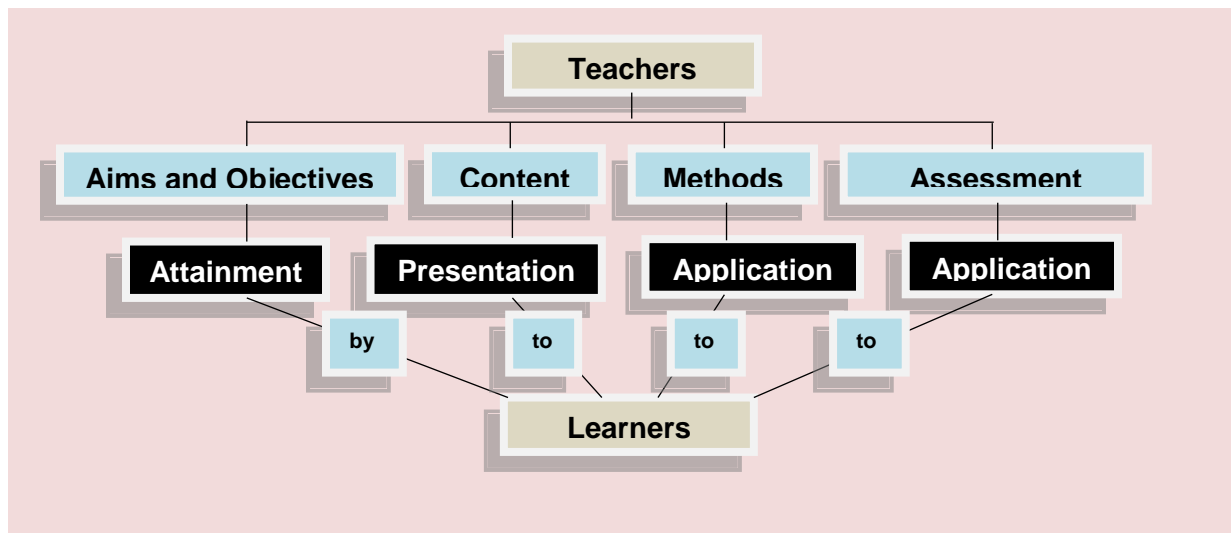 Teachers
Aims and Objectives
Content
Methods
Assessment
Attainment
Presentation
Application
Application
by
to
to
to
Learners